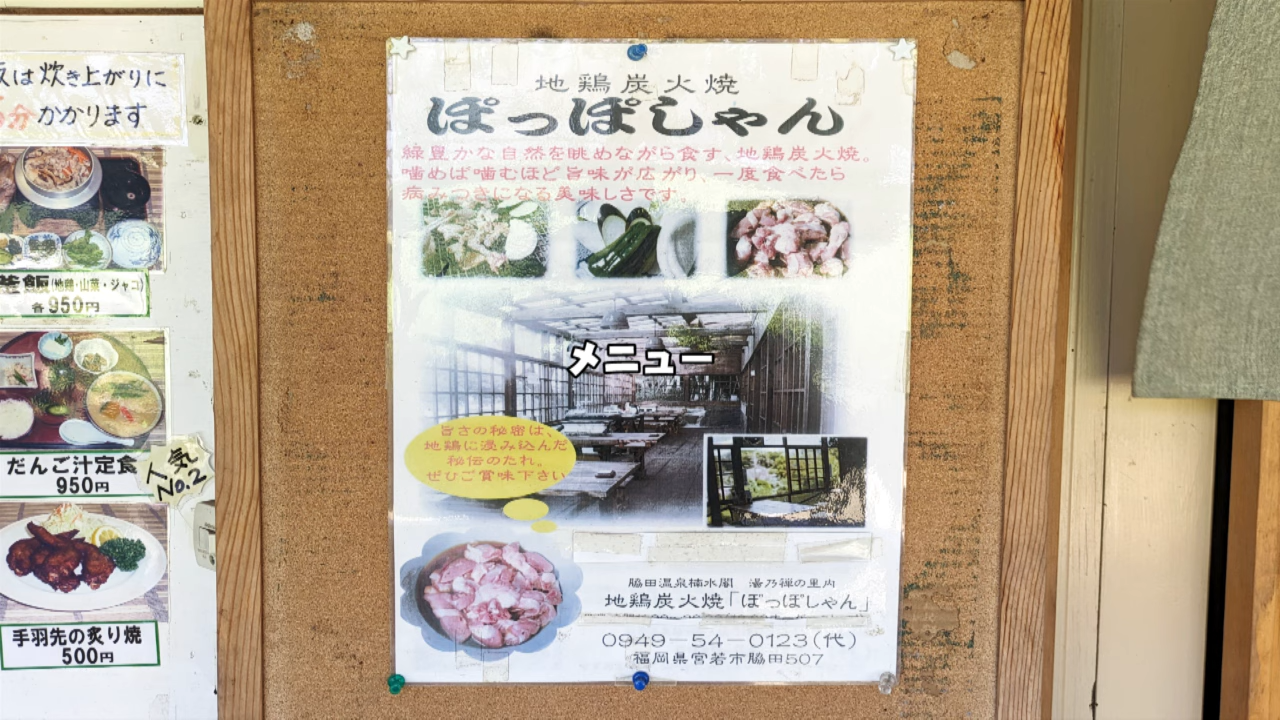 は炊き上がりに
分かかります
釜飯(地鶏・山菜・ジャコ)
各950円
だんご汁定食
950円
人気
No.2
手羽先の炙り焼
500円
地鶏炭火焼
ぽっぽしゃん
緑豊かな自然を眺めながら食す、地鶏炭火焼。
噛めば噛むほど旨味が広がり、一度食べたら
病みつきになる美味しさです。
メニュー
旨さの秘密は、
地鶏に浸み込んだ
秘伝のたれ。
ぜひご賞味下さい
脇田温泉楠水閣 湯乃禅の里内
地鶏炭火焼「ぽっぽしゃん」
0949－54－0123(代)
福岡県宮若市脇田507